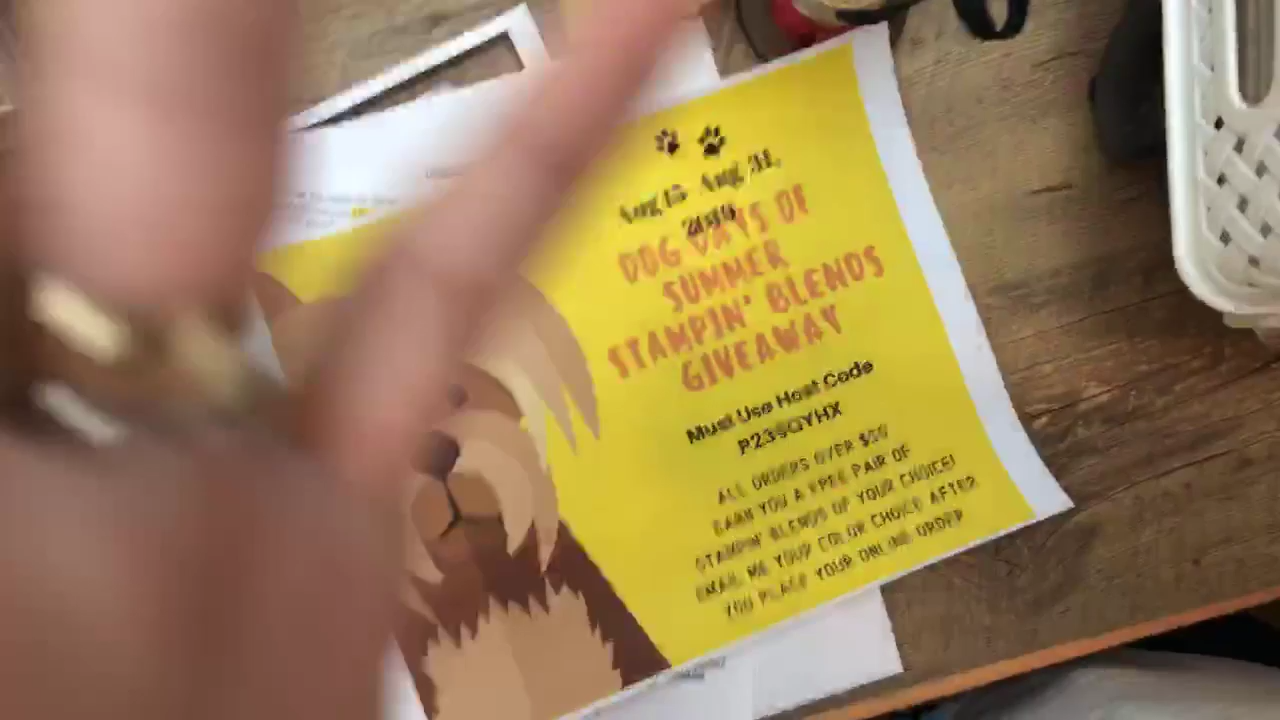 Aug 15 - Aug 31,
DOG DAYS OF
SUMMER
STAMPIN' BLENDS
GIVEAWAY
Must Use Host Code
ALL ORDERS OVER $50
EARN YOU A FREE PAIR OF
STAMPIN' BLENDS OF YOUR CHOICE!
EMAIL ME YOUR COLOR CHOICE AFTER
YOU PLACE YOUR ONLINE ORDER